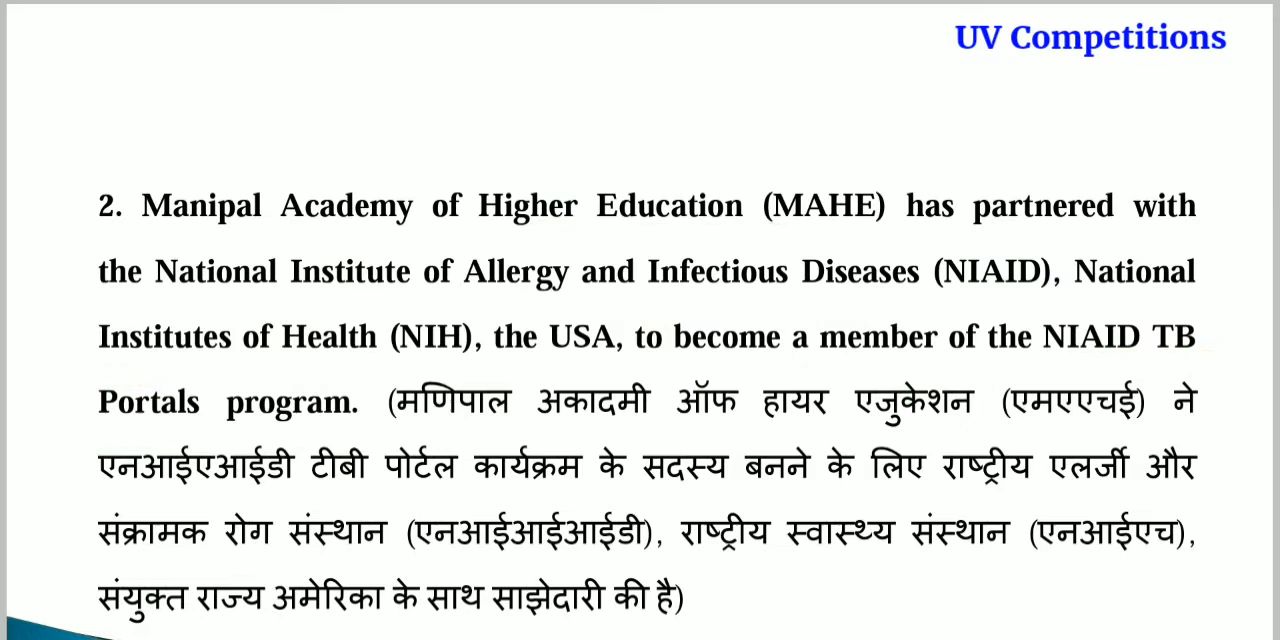 UV Competitions
2. Manipal Academy of Higher Education (MAHE) has partnered with
the National Institute of Allergy and Infectious Diseases (NIAID), National
Institutes of Health (NIH), the USA, to become a member of the NIAID TB
Portals program. (मणिपाल अकादमी ऑफ हायर एजुकेशन (एमएएचई) ने
एनआईएआईडी टीबी पोर्टल कार्यक्रम के सदस्य बनने के लिए राष्ट्रीय एलर्जी और
संक्रामक रोग संस्थान (एनआईआईआईडी), राष्ट्रीय स्वास्थ्य संस्थान (एनआईएच),
संयुक्त राज्य अमेरिका के साथ साझेदारी की है)